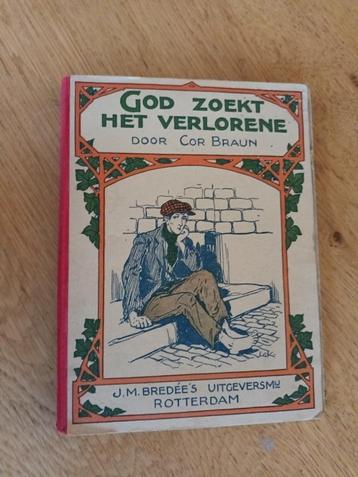 GOD ZOEKT
HET VERLORENE
DOOR COR BRAUN
J.M. BREDÉE'S UITGEVERSMIJ
ROTTERDAM